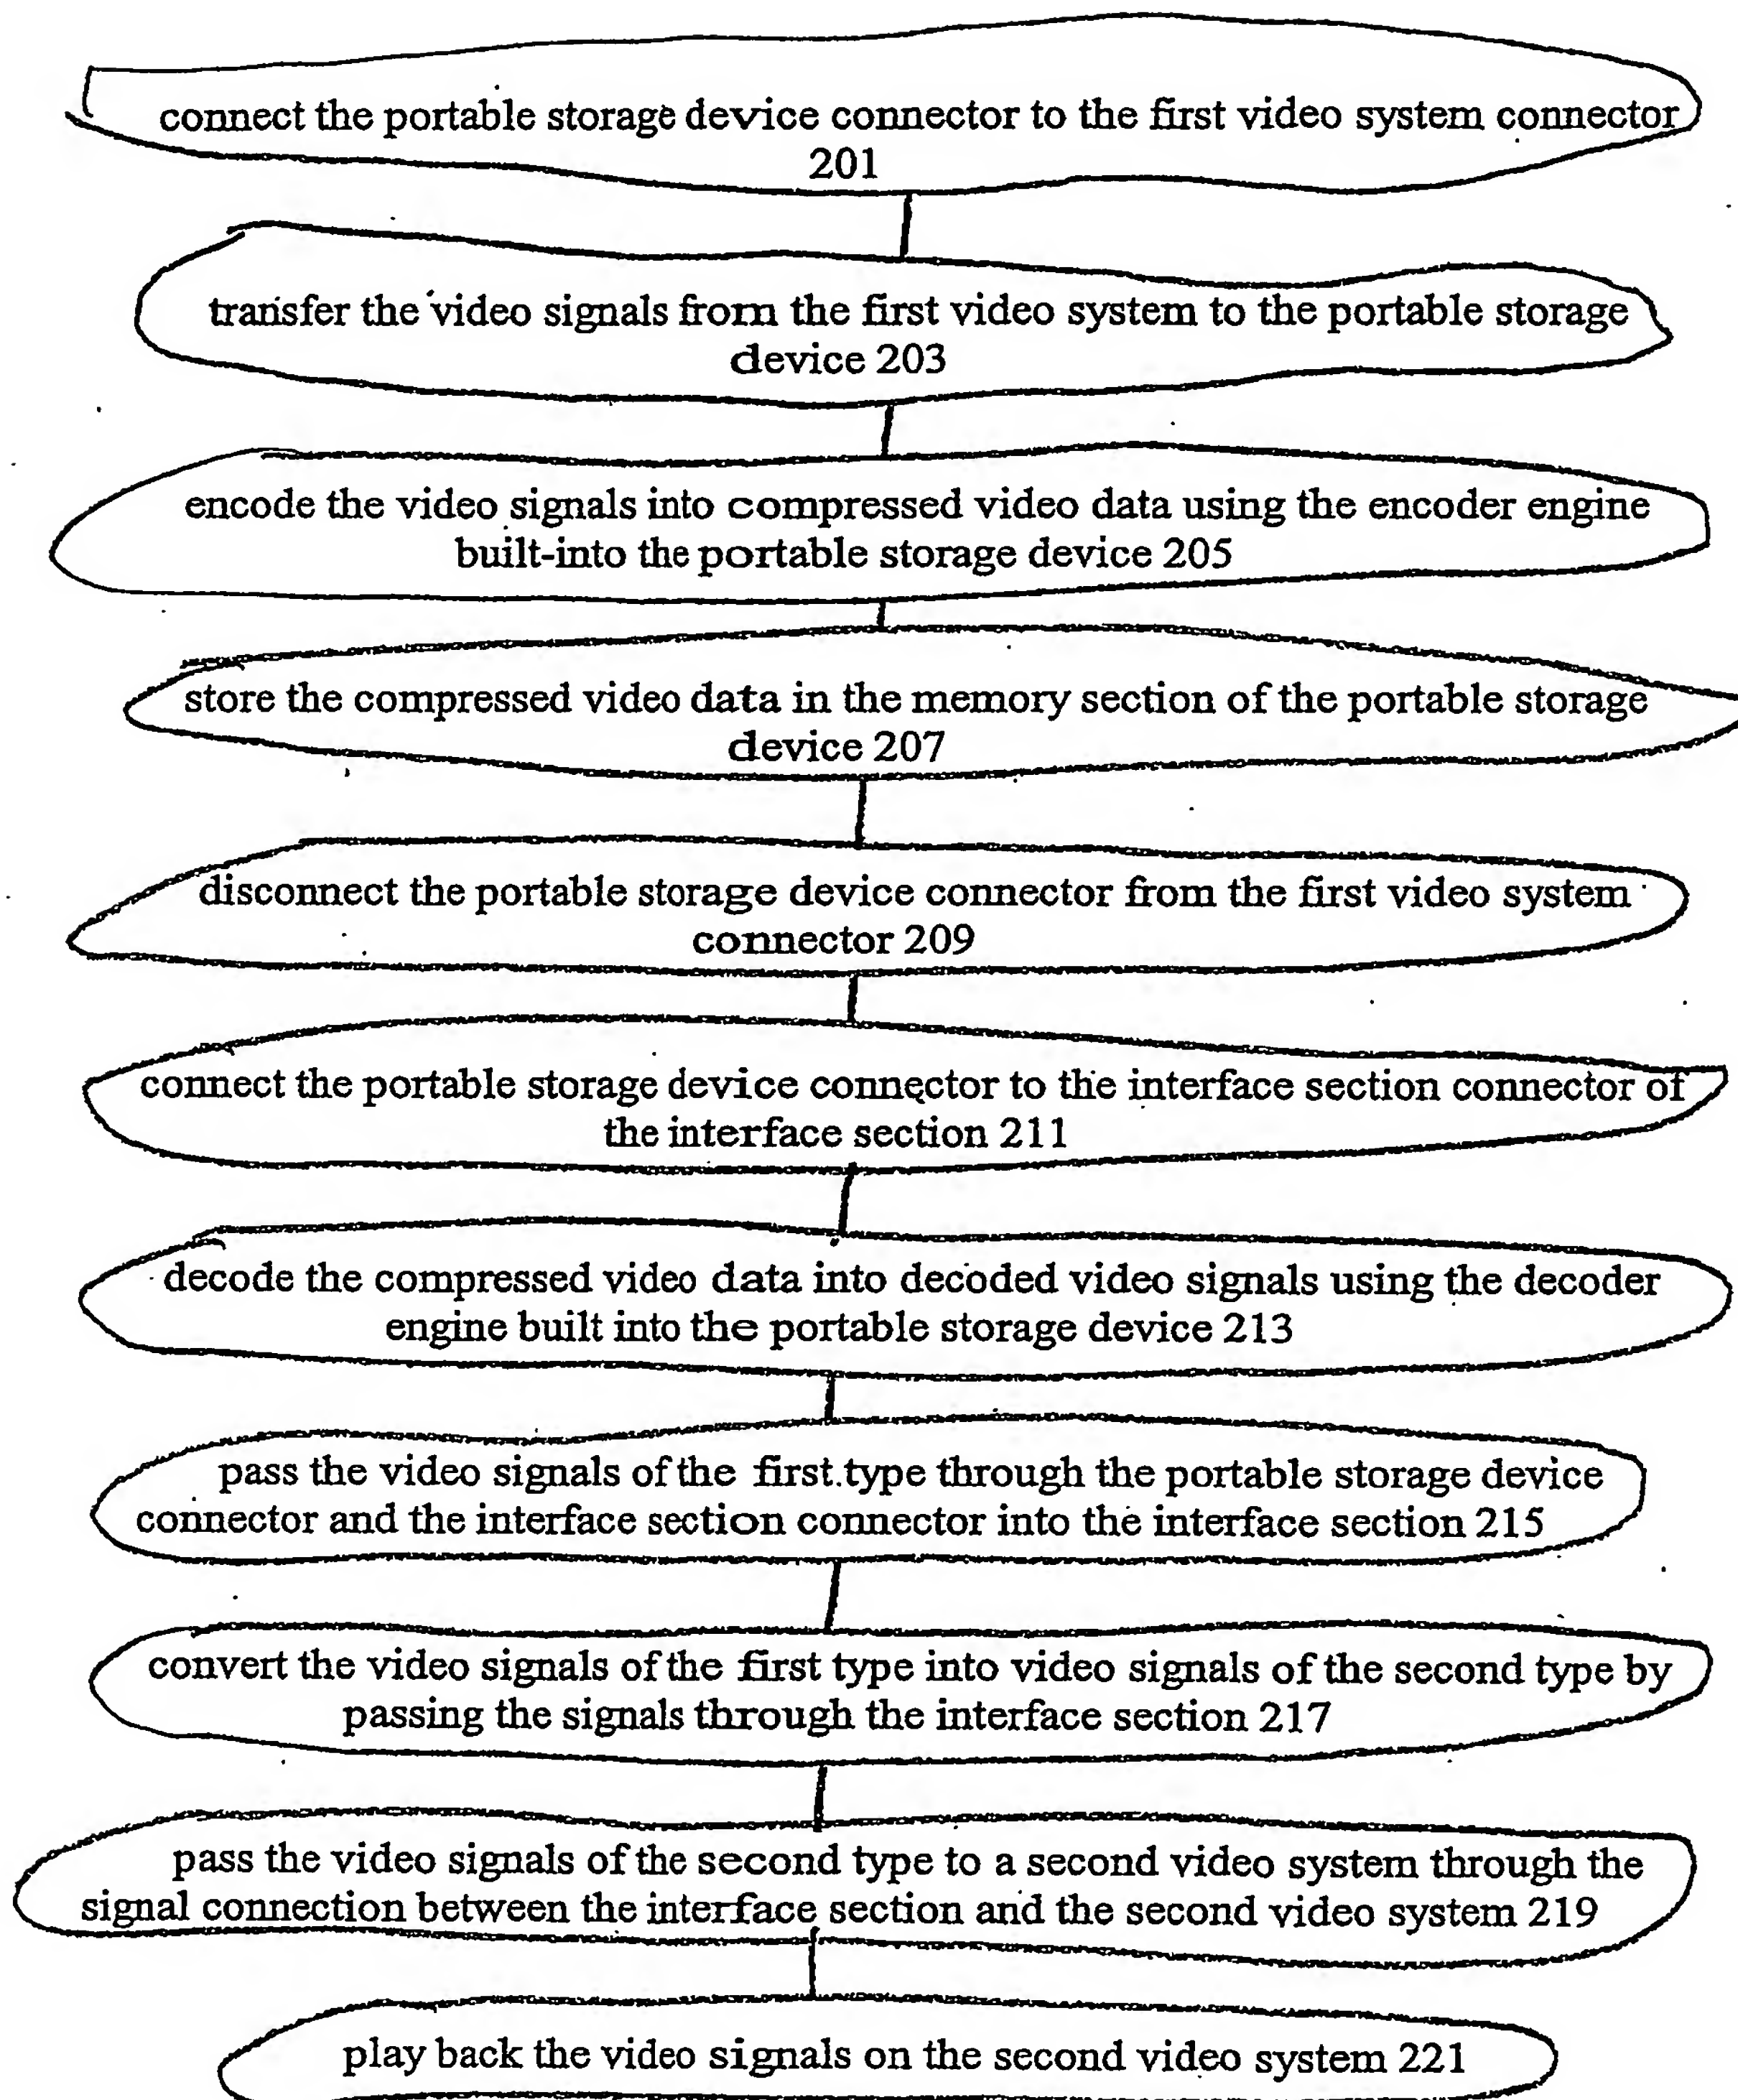 connect the portable storage device connector to the first video system connector
201
transfer the video signals from the first video system to the portable storage
device 203
encode the video signals into compressed video data using the encoder engine
built-into the portable storage device 205
store the compressed video data in the memory section of the portable storage
device 207
disconnect the portable storage device connector from the first video system
connector 209
connect the portable storage device connector to the interface section connector of
the interface section 211
decode the compressed video data into decoded video signals using the decoder
engine built into the portable storage device 213
pass the video signals of the first type through the portable storage device
connector and the interface section connector into the interface section 215
convert the video signals of the first type into video signals of the second type by
passing the signals through the interface section 217
pass the video signals of the second type to a second video system through the
signal connection between the interface section and the second video system 219
play back the video signals on the second video system 221